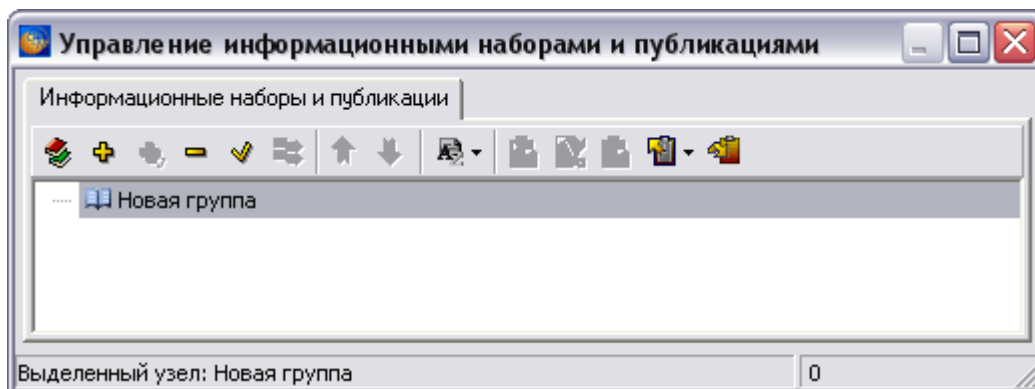 Управление информационными наборами и публикациями
Информационные наборы и публикации
Новая группа
Выделенный узел: Новая группа 0